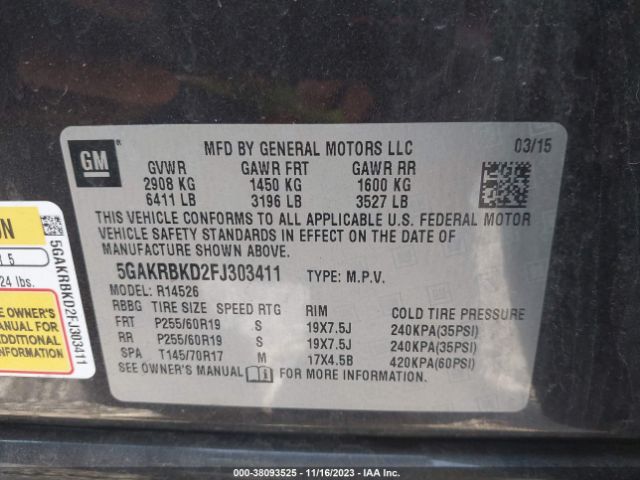 GM
MFD BY GENERAL MOTORS LLC 03/15
GVWR GAWR FRT GAWR RR
2908 KG 1450 KG 1600 KG
6411 LB 3196 LB 3527 LB
THIS VEHICLE CONFORMS TO ALL APPLICABLE U.S. FEDERAL MOTOR
VEHICLE SAFETY STANDARDS IN EFFECT ON THE DATE OF
MANUFACTURE SHOWN ABOVE.
5GAKRBKD2FJ303411 TYPE: M.P.V.
MODEL: R14526
RBBG TIRE SIZE SPEED RTG RIM COLD TIRE PRESSURE
FRT P255/60R19 S 19X7.5J 240KPA(35PSI)
RR P255/60R19 S 19X7.5J 240KPA(35PSI)
SPA T145/70R17 M 17X4.5B 420KPA(60PSI)
SEE OWNER'S MANUAL FOR MORE INFORMATION.
5GAKRBKD2FJ303411
24 lbs.
OWNER'S
MANUAL FOR
ADDITIONAL
000-38093525 - 11/16/2023 - IAA Inc.